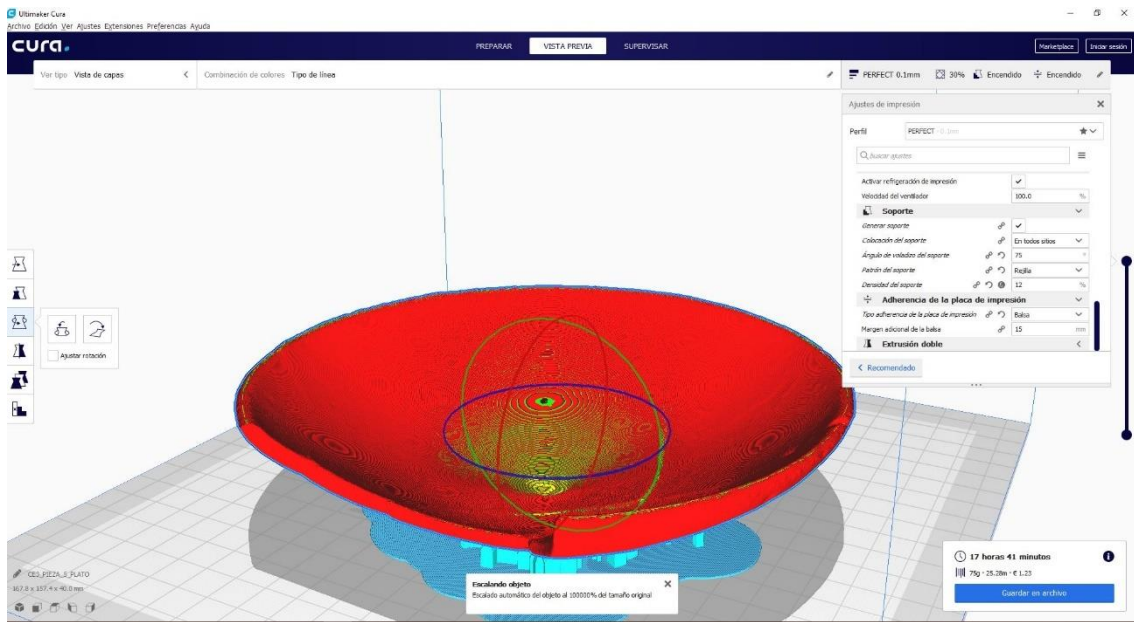 Ultimaker Cura
Archivo Edición Ver Ajustes Extensiones Preferencias Ayuda
cura.
PREPARAR VISTA PREVIA SUPERVISAR
Marketplace Iniciar sesión
Ver tipo Vista de capas
Combinación de colores Tipo de línea
PERFECT 0.1mm 30% Encendido Encendido
Ajustes de impresión
Perfil PERFECT - 0.1mm
buscar ajustes
Activar refrigeración de impresión
Velocidad del ventilador 100.0 %
Soporte
Generar soporte
Colocación del soporte En todos sitios
Ángulo de voladizo del soporte 75 °
Patrón del soporte Rejilla
Densidad del soporte 12 %
Adherencia de la placa de impresión
Tipo adherencia de la placa de impresión Balsa
Margen adicional de la balsa 15 mm
Extrusión doble
Recomendado
Ajustar rotación
17 horas 41 minutos
75g · 25.28m · € 1.23
Guardar en archivo
CE3_PIEZA_S_PLATO
167.8 x 157.4 x 40.0 mm
Escalando objeto
Escalado automático del objeto al 100000% del tamaño original